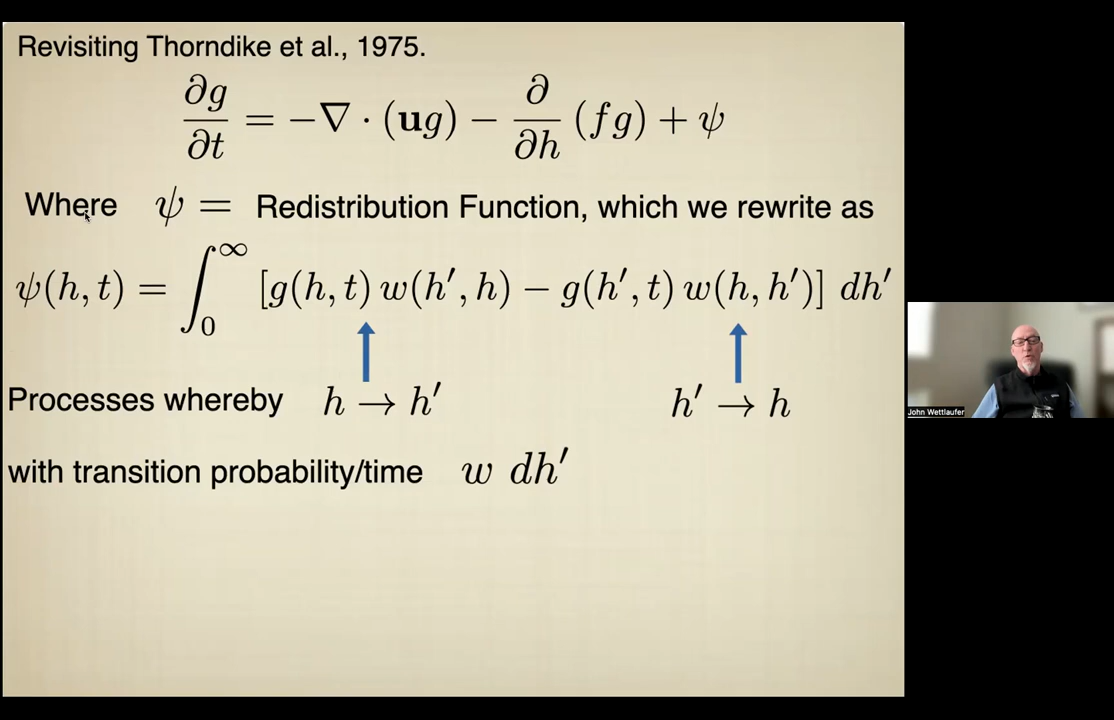 Revisiting Thorndike et al., 1975.
∂g/∂t = −∇ · (𝐮g) − ∂/∂h (fg) + ψ
Where ψ = Redistribution Function, which we rewrite as
ψ(h, t) = ∫₀^∞ [g(h, t) w(h′, h) − g(h′, t) w(h, h′)] dh′
Processes whereby h → h′ h′ → h
with transition probability/time w dh′
John Wettlaufer